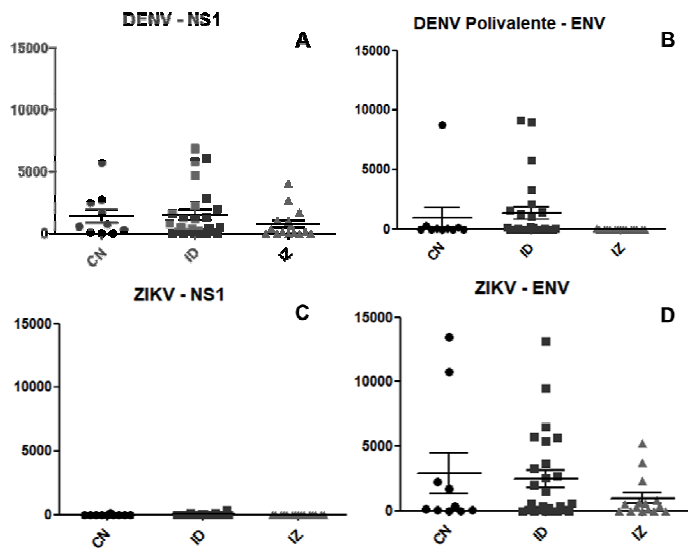 DENV - NS1
A
15000
10000
5000
0
CN
ID
IZ
DENV Polivalente - ENV
B
15000
10000
5000
0
CN
ID
IZ
ZIKV - NS1
C
15000
10000
5000
0
CN
ID
IZ
ZIKV - ENV
D
15000
10000
5000
0
CN
ID
IZ